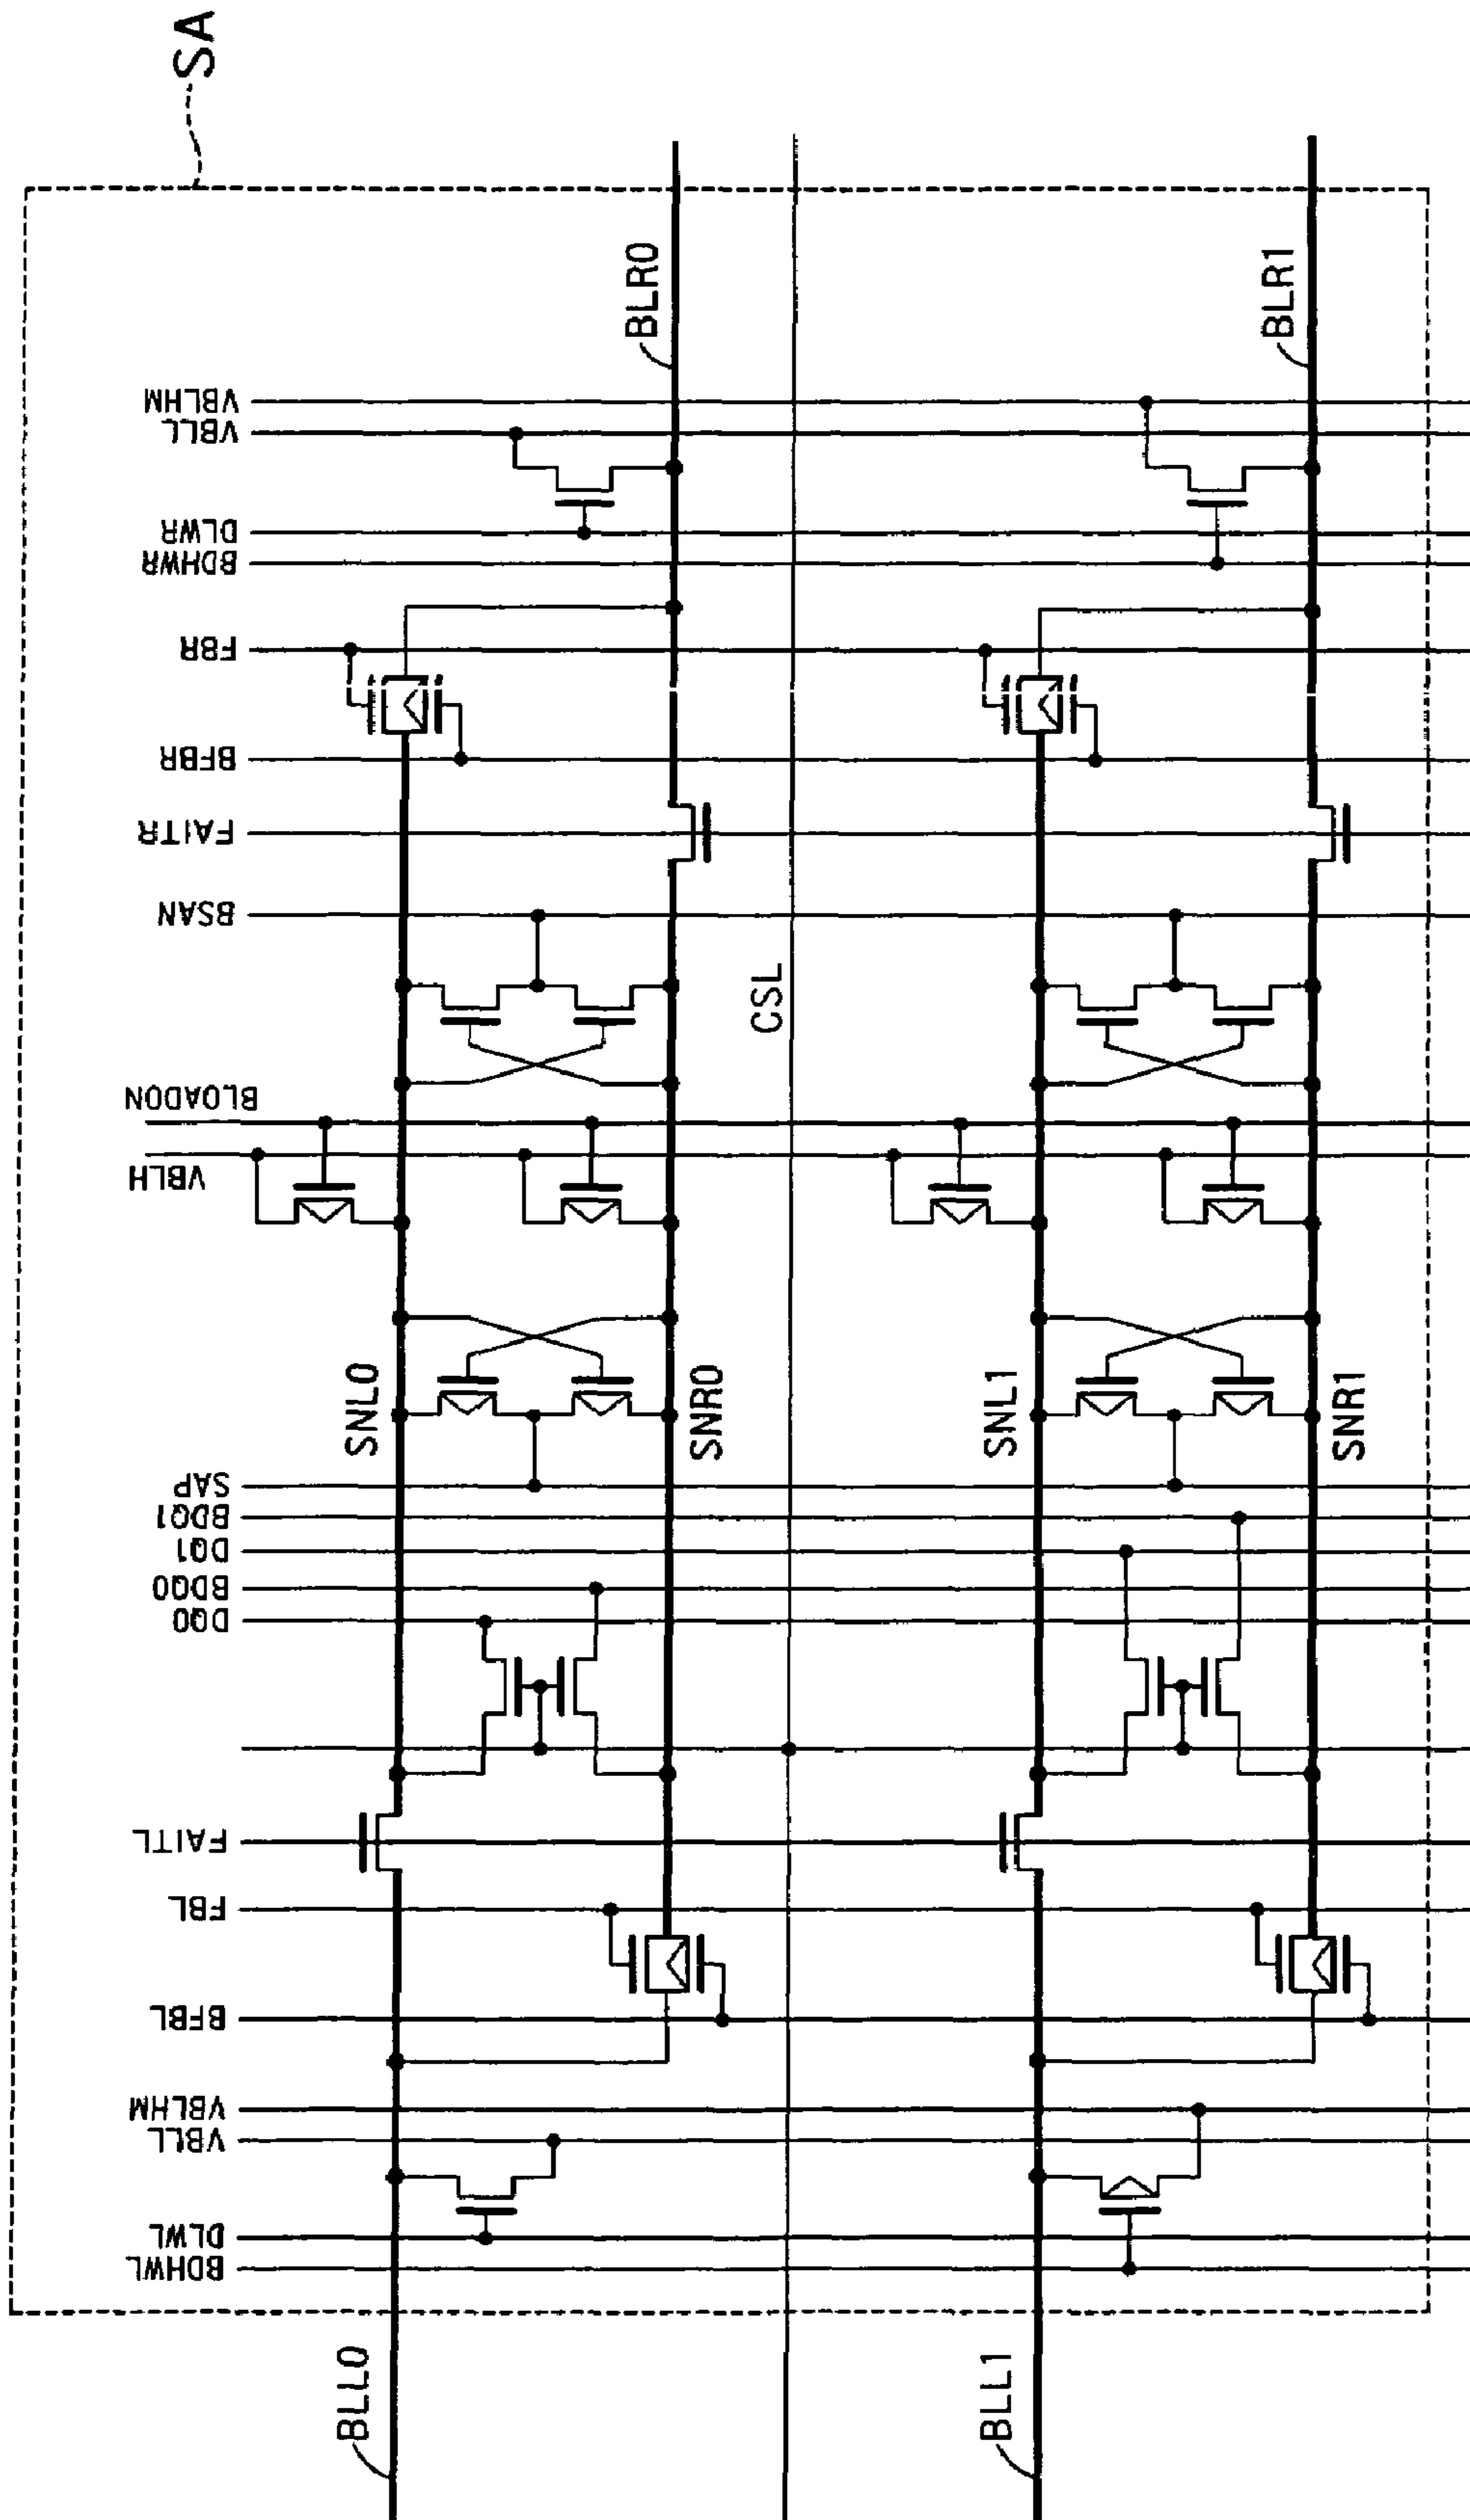 SA
BLR0
BLR1
VBLHM
VBLL
DLWR
BDHWR
FBR
BFBR
FAITR
BSAN
CSL
BLOADON
VBLH
SNL0
SNR0
SNL1
SNR1
SAP
BDQ1
DQ1
BDQ0
DQ0
FAITL
FBL
BFBL
VBLHM
VBLL
DLWL
BDHWL
BLL0
BLL1